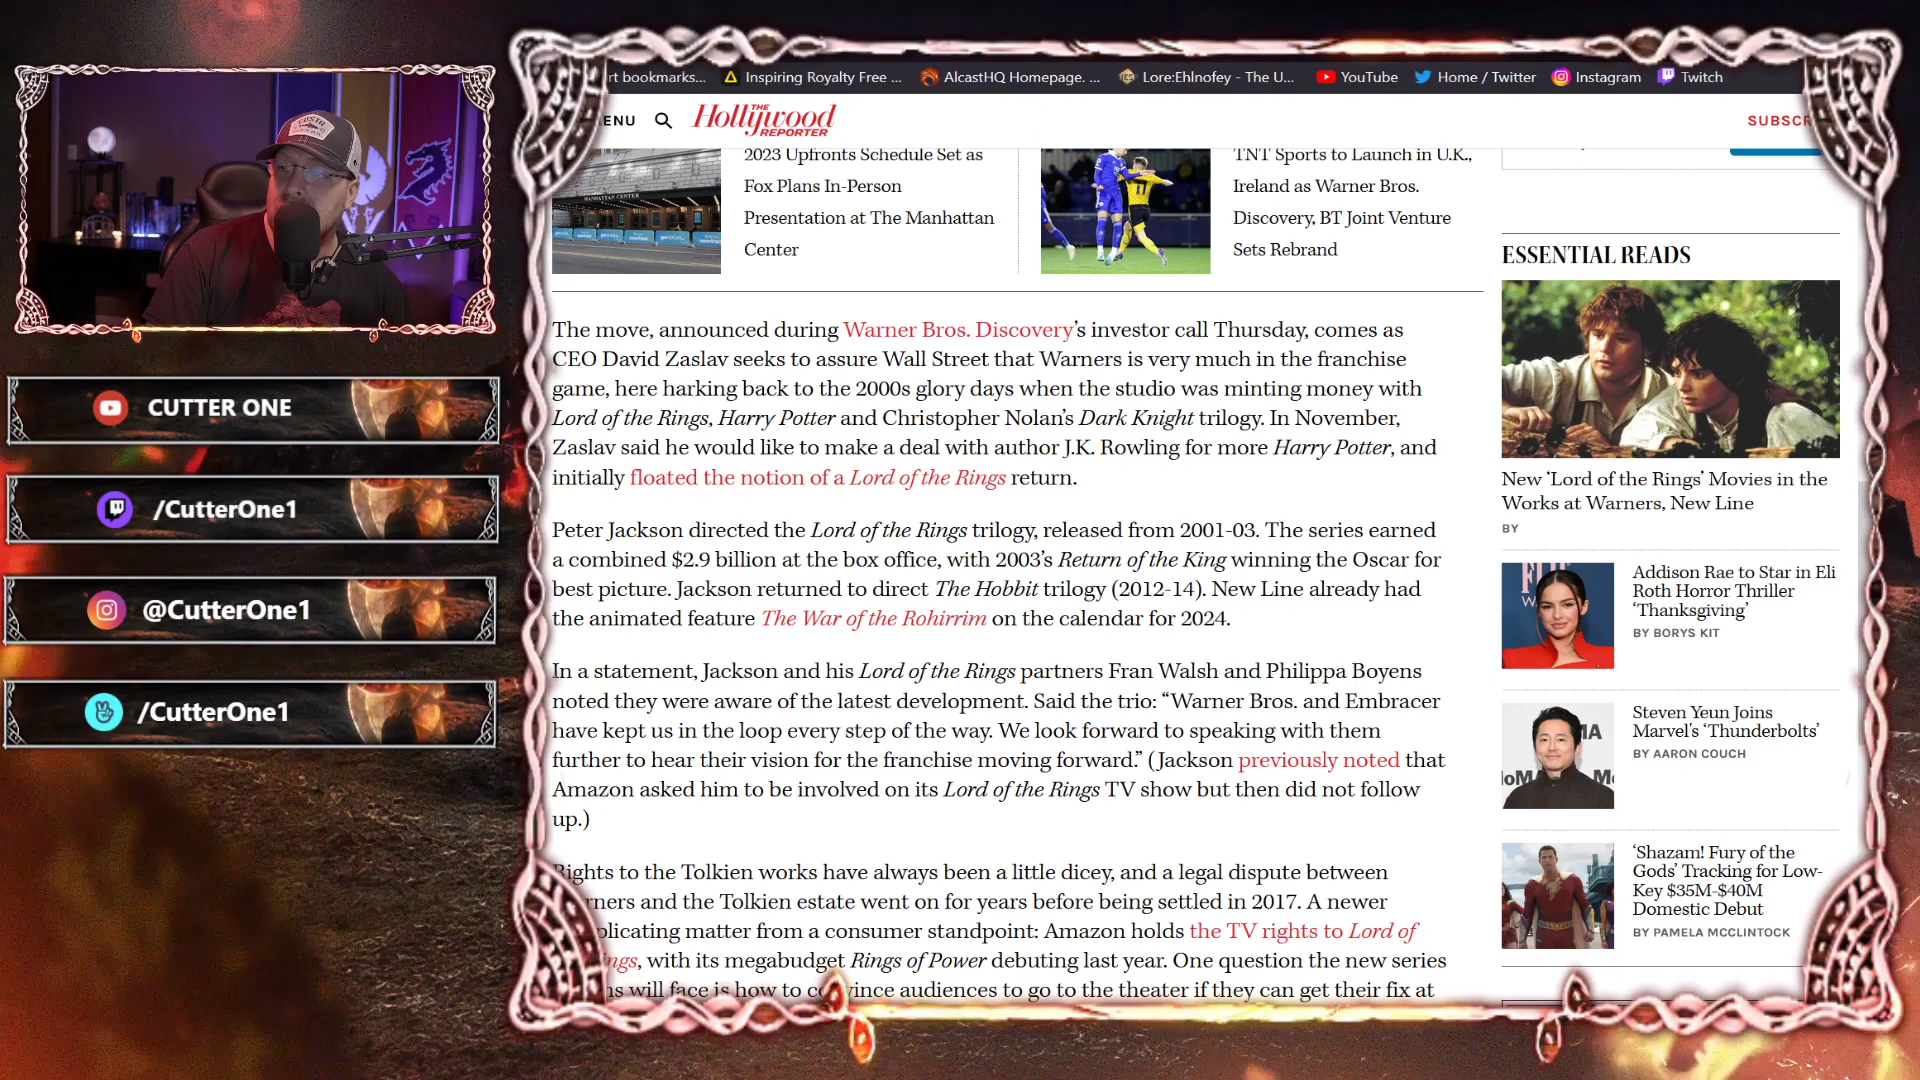 rt bookmarks...
Inspiring Royalty Free ...
AlcastHQ Homepage. ...
Lore:Ehlnofey - The U...
YouTube
Home / Twitter
Instagram
Twitch
ENU
THE
Hollywood
REPORTER
SUBSCR
2023 Upfronts Schedule Set as
Fox Plans In-Person
Presentation at The Manhattan
Center
MANHATTAN CENTER
TNT Sports to Launch in U.K.,
Ireland as Warner Bros.
Discovery, BT Joint Venture
Sets Rebrand
11
The move, announced during Warner Bros. Discovery's investor call Thursday, comes as
CEO David Zaslav seeks to assure Wall Street that Warners is very much in the franchise
game, here harking back to the 2000s glory days when the studio was minting money with
Lord of the Rings, Harry Potter and Christopher Nolan's Dark Knight trilogy. In November,
Zaslav said he would like to make a deal with author J.K. Rowling for more Harry Potter, and
initially floated the notion of a Lord of the Rings return.
Peter Jackson directed the Lord of the Rings trilogy, released from 2001-03. The series earned
a combined $2.9 billion at the box office, with 2003's Return of the King winning the Oscar for
best picture. Jackson returned to direct The Hobbit trilogy (2012-14). New Line already had
the animated feature The War of the Rohirrim on the calendar for 2024.
In a statement, Jackson and his Lord of the Rings partners Fran Walsh and Philippa Boyens
noted they were aware of the latest development. Said the trio: “Warner Bros. and Embracer
have kept us in the loop every step of the way. We look forward to speaking with them
further to hear their vision for the franchise moving forward.” (Jackson previously noted that
Amazon asked him to be involved on its Lord of the Rings TV show but then did not follow
up.)
Rights to the Tolkien works have always been a little dicey, and a legal dispute between
rners and the Tolkien estate went on for years before being settled in 2017. A newer
plicating matter from a consumer standpoint: Amazon holds the TV rights to Lord of
ings, with its megabudget Rings of Power debuting last year. One question the new series
ns will face is how to convince audiences to go to the theater if they can get their fix at
ESSENTIAL READS
New ‘Lord of the Rings’ Movies in the
Works at Warners, New Line
BY
Addison Rae to Star in Eli
Roth Horror Thriller
‘Thanksgiving’
BY BORYS KIT
Steven Yeun Joins
Marvel's ‘Thunderbolts’
BY AARON COUCH
‘Shazam! Fury of the
Gods’ Tracking for Low-
Key $35M-$40M
Domestic Debut
BY PAMELA MCCLINTOCK
CUTTER ONE
/CutterOne1
@CutterOne1
/CutterOne1